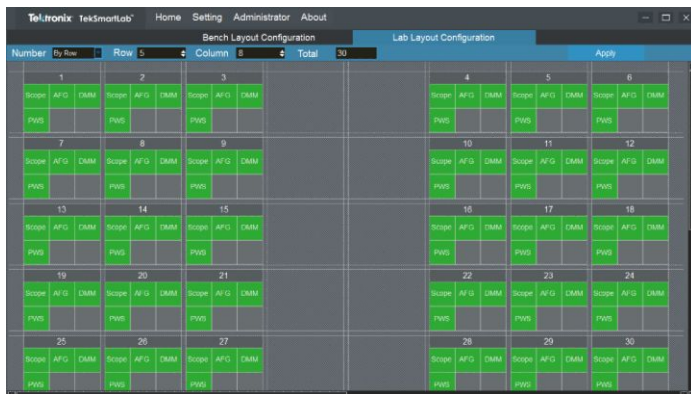 Tektronix TekSmartLab™ Home Setting Administrator About
Bench Layout Configuration Lab Layout Configuration
Number By Row Row 5 Column 8 Total 30 Apply
1 2 3 4 5 6
Scope AFG DMM Scope AFG DMM Scope AFG DMM Scope AFG DMM Scope AFG DMM Scope AFG DMM
PWS PWS PWS PWS PWS PWS
7 8 9 10 11 12
Scope AFG DMM Scope AFG DMM Scope AFG DMM Scope AFG DMM Scope AFG DMM Scope AFG DMM
PWS PWS PWS PWS PWS PWS
13 14 15 16 17 18
Scope AFG DMM Scope AFG DMM Scope AFG DMM Scope AFG DMM Scope AFG DMM Scope AFG DMM
PWS PWS PWS PWS PWS PWS
19 20 21 22 23 24
Scope AFG DMM Scope AFG DMM Scope AFG DMM Scope AFG DMM Scope AFG DMM Scope AFG DMM
PWS PWS PWS PWS PWS PWS
25 26 27 28 29 30
Scope AFG DMM Scope AFG DMM Scope AFG DMM Scope AFG DMM Scope AFG DMM Scope AFG DMM
PWS PWS PWS PWS PWS PWS